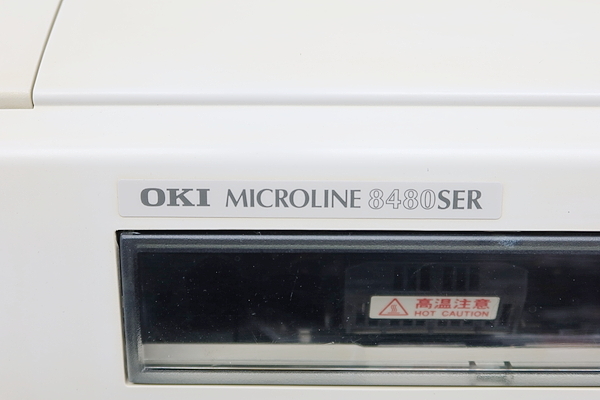 OKI MICROLINE 8480SER
高温注意
HOT CAUTION